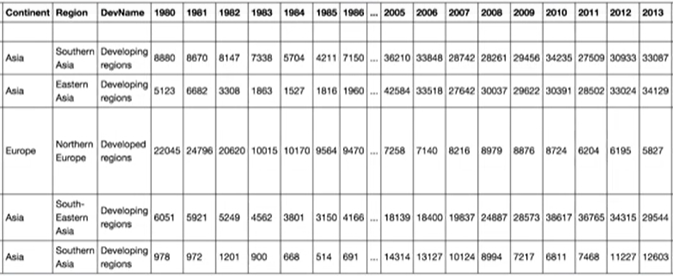 Continent Region DevName 1980 1981 1982 1983 1984 1985 1986 ... 2005 2006 2007 2008 2009 2010 2011 2012 2013
Asia Southern Asia Developing regions 8880 8670 8147 7338 5704 4211 7150 ... 36210 33848 28742 28261 29456 34235 27509 30933 33087
Asia Eastern Asia Developing regions 5123 6682 3308 1863 1527 1816 1960 ... 42584 33518 27642 30037 29622 30391 28502 33024 34129
Europe Northern Europe Developed regions 22045 24796 20620 10015 10170 9564 9470 ... 7258 7140 8216 8979 8876 8724 6204 6195 5827
Asia South-Eastern Asia Developing regions 6051 5921 5249 4562 3801 3150 4166 ... 18139 18400 19837 24887 28573 38617 36765 34315 29544
Asia Southern Asia Developing regions 978 972 1201 900 668 514 691 ... 14314 13127 10124 8994 7217 6811 7468 11227 12603